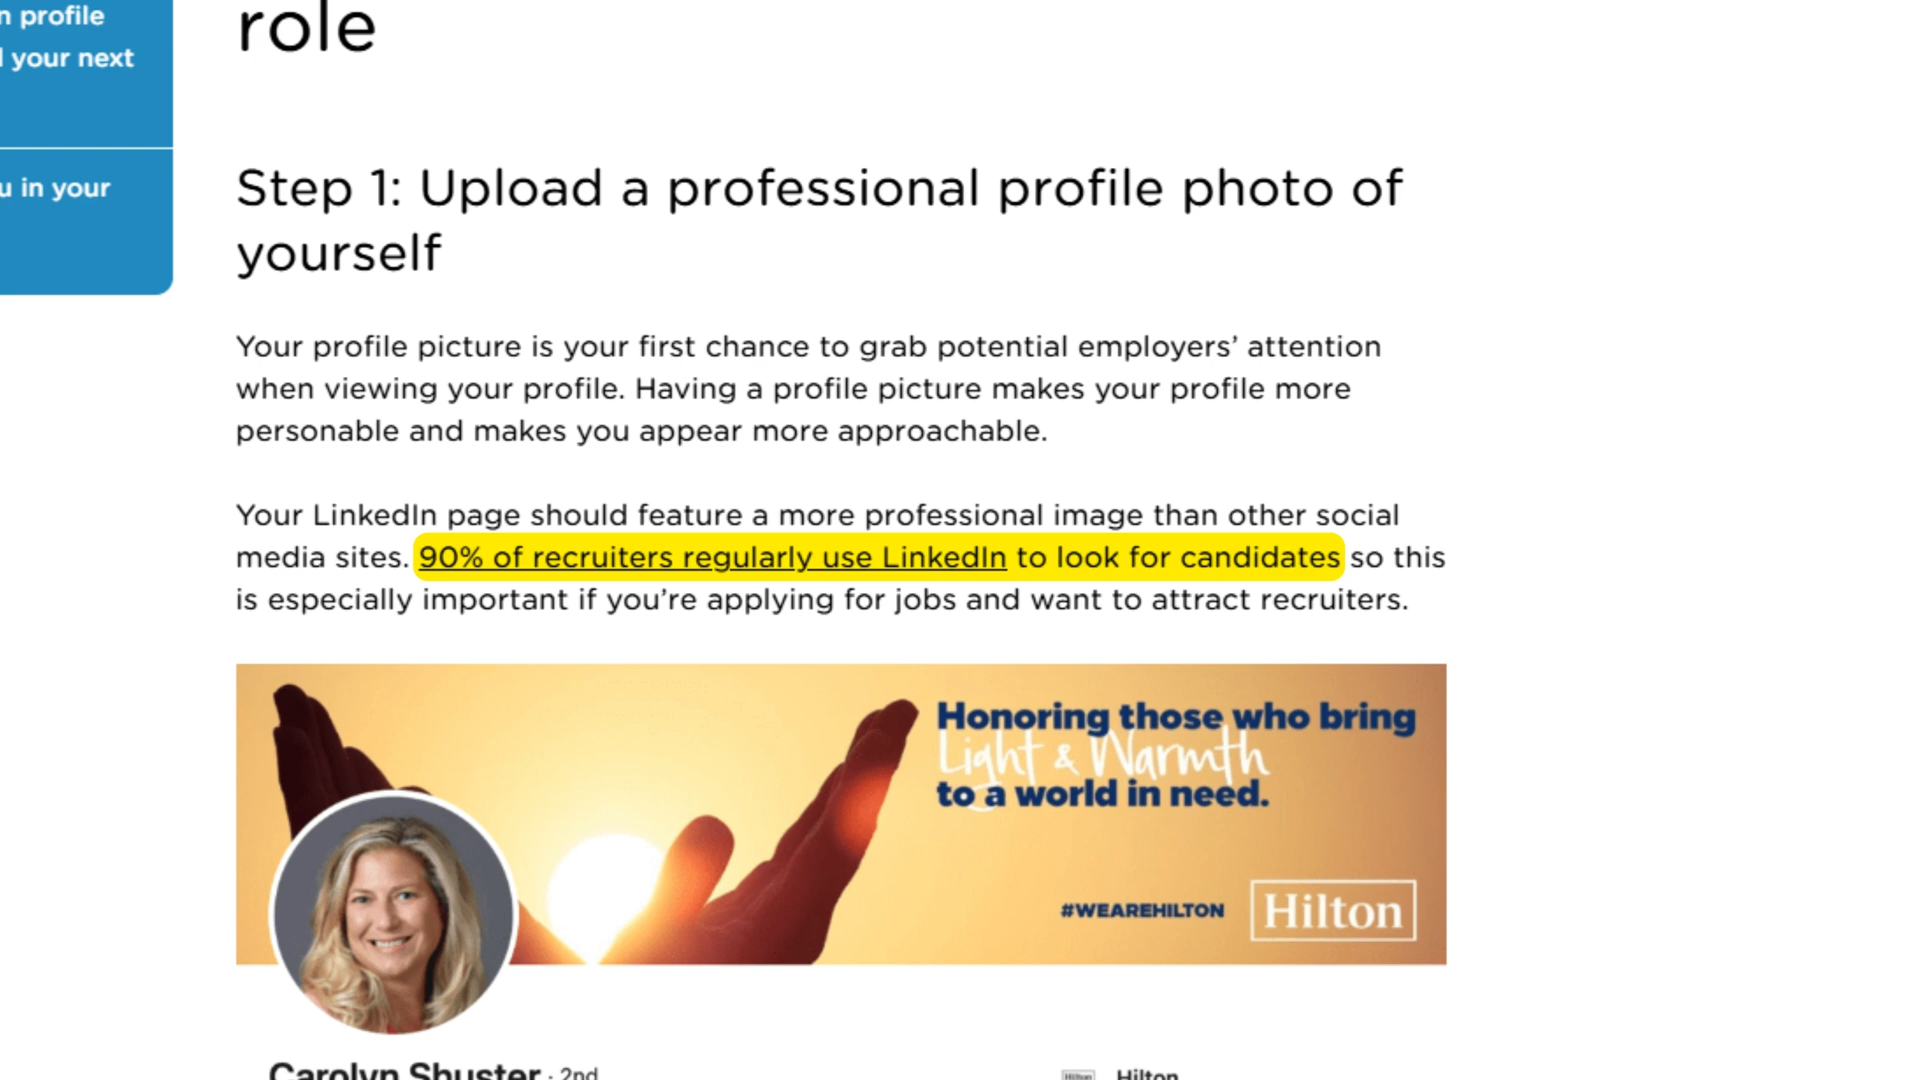 n profile
your next
u in your
role
Step 1: Upload a professional profile photo of
yourself
Your profile picture is your first chance to grab potential employers’ attention
when viewing your profile. Having a profile picture makes your profile more
personable and makes you appear more approachable.
Your LinkedIn page should feature a more professional image than other social
media sites. 90% of recruiters regularly use LinkedIn to look for candidates so this
is especially important if you’re applying for jobs and want to attract recruiters.
Honoring those who bring
Light & Warmth
to a world in need.
#WEAREHILTON
Hilton
Carolyn Shuster · 2nd
Hilton Hilton